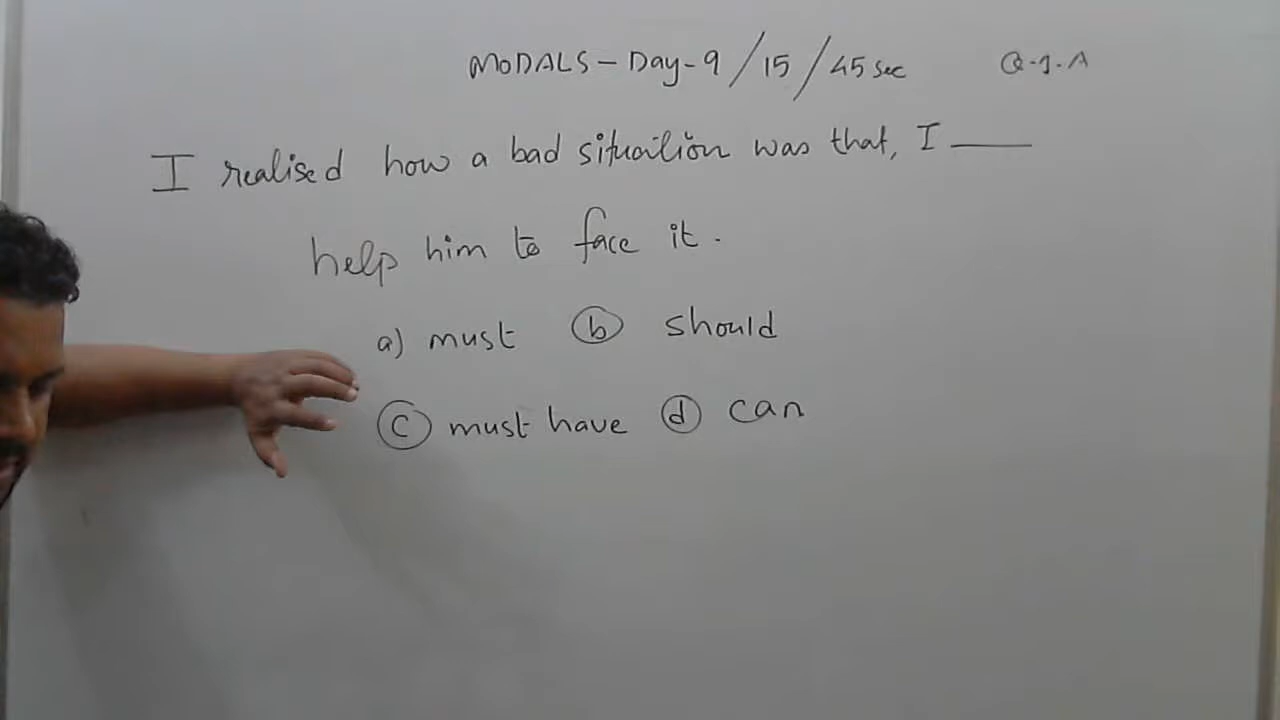 MODALS - Day - 9 / 15 / 45 sec Q-1-A
I realised how a bad situation was that, I ____
help him to face it.
a) must b should
c must have d can